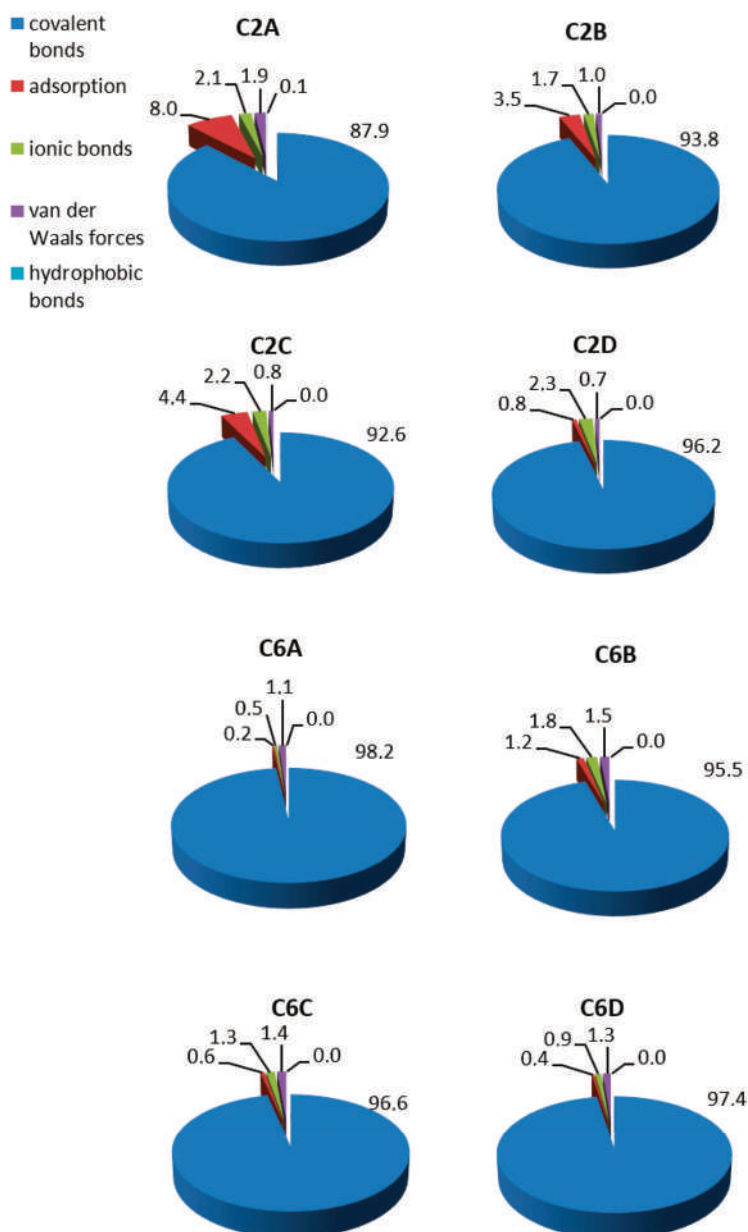 covalent
bonds
adsorption
ionic bonds
van der
Waals forces
hydrophobic
bonds
C2A
2.1 1.9 0.1
8.0
87.9
C2B
1.7 1.0
3.5 0.0
93.8
C2C
2.2 0.8
4.4 0.0
92.6
C2D
2.3 0.7
0.8 0.0
96.2
C6A
1.1
0.5 0.0
0.2
98.2
C6B
1.8 1.5
1.2 0.0
95.5
C6C
1.3 1.4
0.6 0.0
96.6
C6D
0.9 1.3
0.4 0.0
97.4